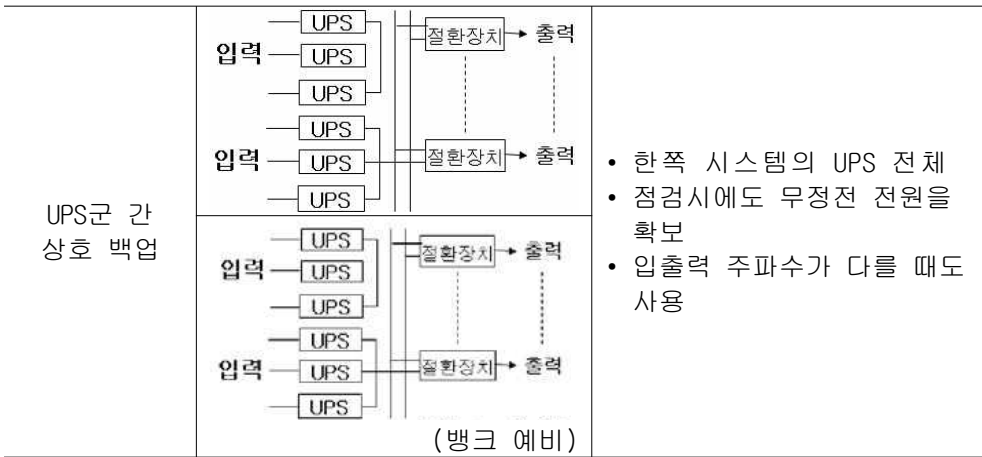 UPS군 간
상호 백업
UPS
입력 UPS
UPS
UPS
입력 UPS
UPS
절환장치 출력
절환장치 출력
UPS
입력 UPS
UPS
UPS
입력 UPS
UPS
절환장치 출력
절환장치 출력
(뱅크 예비)
• 한쪽 시스템의 UPS 전체
• 점검시에도 무정전 전원을
확보
• 입출력 주파수가 다를 때도
사용